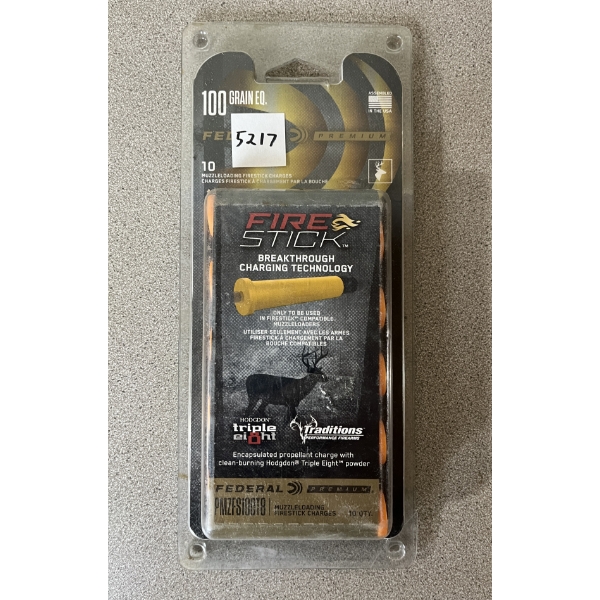 100 GRAIN EQ.
ASSEMBLED
IN THE USA
5217
FEDERAL PREMIUM
10
MUZZLELOADING FIRESTICK CHARGES
CHARGES FIRESTICK À CHARGEMENT PAR LA BOUCHE
FIRE
STICK™
BREAKTHROUGH
CHARGING TECHNOLOGY
ONLY TO BE USED
IN FIRESTICK™ COMPATIBLE
MUZZLELOADERS
UTILISER SEULEMENT AVEC LES ARMES
FIRESTICK À CHARGEMENT PAR LA
BOUCHE COMPATIBLES
HODGDON
triple
eight
Traditions
PERFORMANCE FIREARMS
Encapsulated propellant charge with
clean-burning Hodgdon® Triple Eight™ powder
FEDERAL PREMIUM
PMZFS100T8
MUZZLELOADING
FIRESTICK CHARGES
10 QTY.